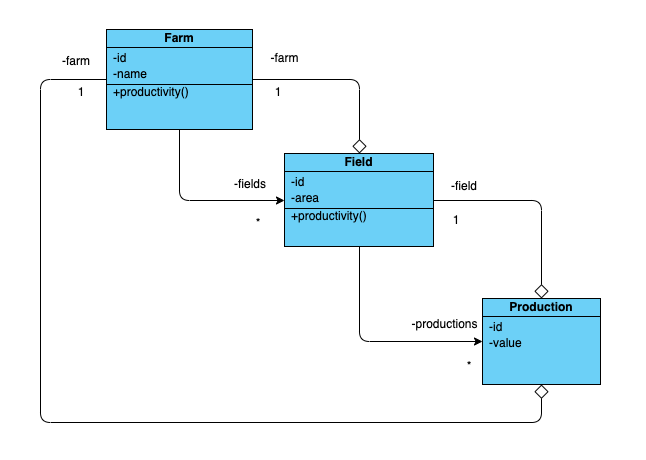 Farm
-farm
-id
-farm
-name
1
+productivity()
1
Field
-fields
-id
-field
-area
*
+productivity()
1
Production
-productions
-id
-value
*